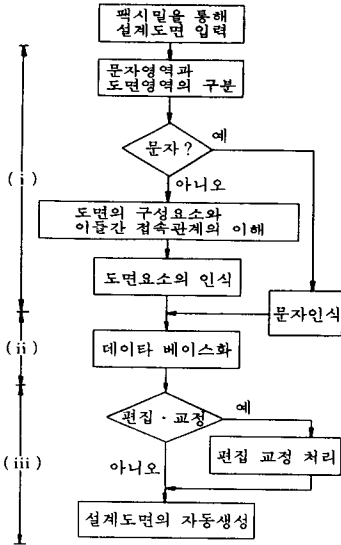 팩시밀을 통해
설계도면 입력
문자영역과
도면영역의 구분
문자?
예
아니오
(i)
도면의 구성요소와
이들간 접속관계의 이해
도면요소의 인식
문자인식
(ii)
데이타 베이스화
편집·교정
예
(iii)
아니오
편집 교정 처리
설계도면의 자동생성